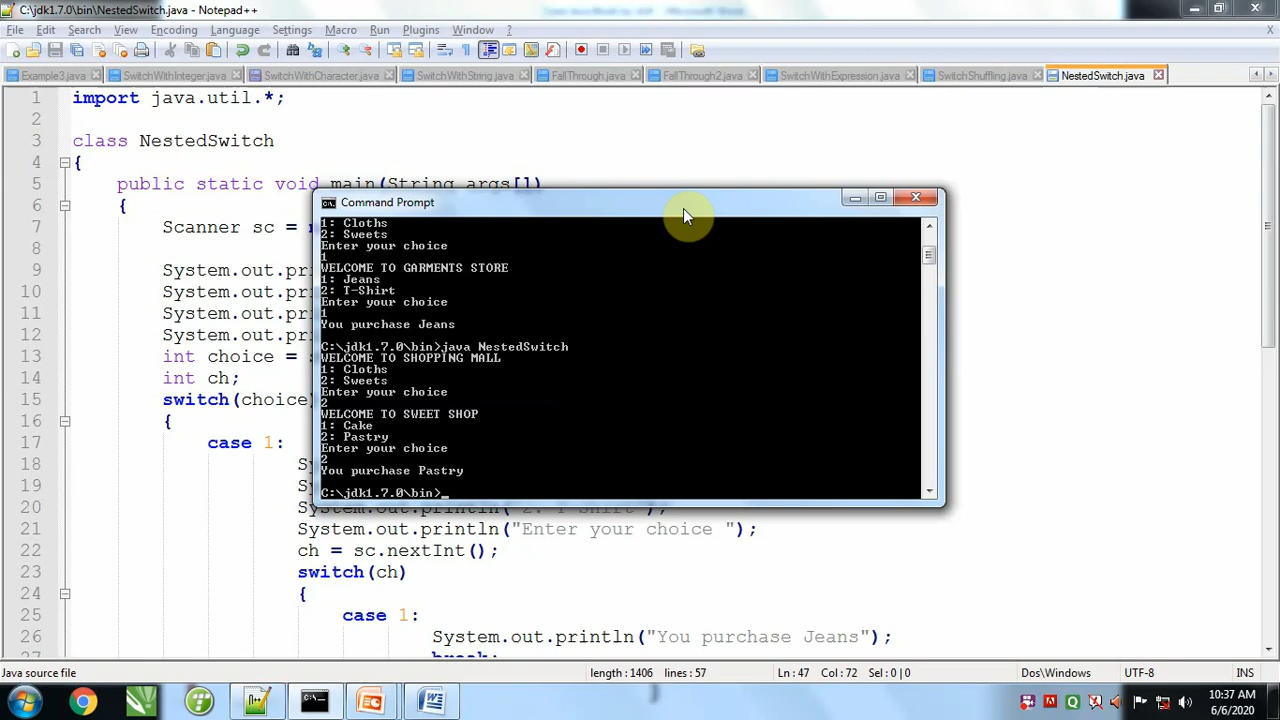 C:\jdk1.7.0\bin\NestedSwitch.java - Notepad++
File Edit Search View Encoding Language Settings Macro Run Plugins Window ? X
Example3.java SwitchWithInteger.java SwitchWithCharacter.java SwitchWithString.java FallThrough.java FallThrough2.java SwitchWithExpression.java SwitchShuffling.java NestedSwitch.java
1 import java.util.*;
2
3 class NestedSwitch
4 {
5 public static void main(String args[])
6 {
7 Scanner sc =
8
9 System.out.pr
10 System.out.pr
11 System.out.pr
12 System.out.pr
13 int choice =
14 int ch;
15 switch(choice)
16 {
17 case 1:
18
19
20
21 System.out.println("Enter your choice ");
22 ch = sc.nextInt();
23 switch(ch)
24 {
25 case 1:
26 System.out.println("You purchase Jeans");
27 break;
Command Prompt
1: Cloths
2: Sweets
Enter your choice
1
WELCOME TO GARMENTS STORE
1: Jeans
2: T-Shirt
Enter your choice
1
You purchase Jeans
C:\jdk1.7.0\bin>java NestedSwitch
WELCOME TO SHOPPING MALL
1: Cloths
2: Sweets
Enter your choice
2
WELCOME TO SWEET SHOP
1: Cake
2: Pastry
Enter your choice
2
You purchase Pastry
C:\jdk1.7.0\bin>_
Java source file length : 1406 lines : 57 Ln : 47 Col : 72 Sel : 0 | 0 Dos\Windows UTF-8 INS
10:37 AM
6/6/2020